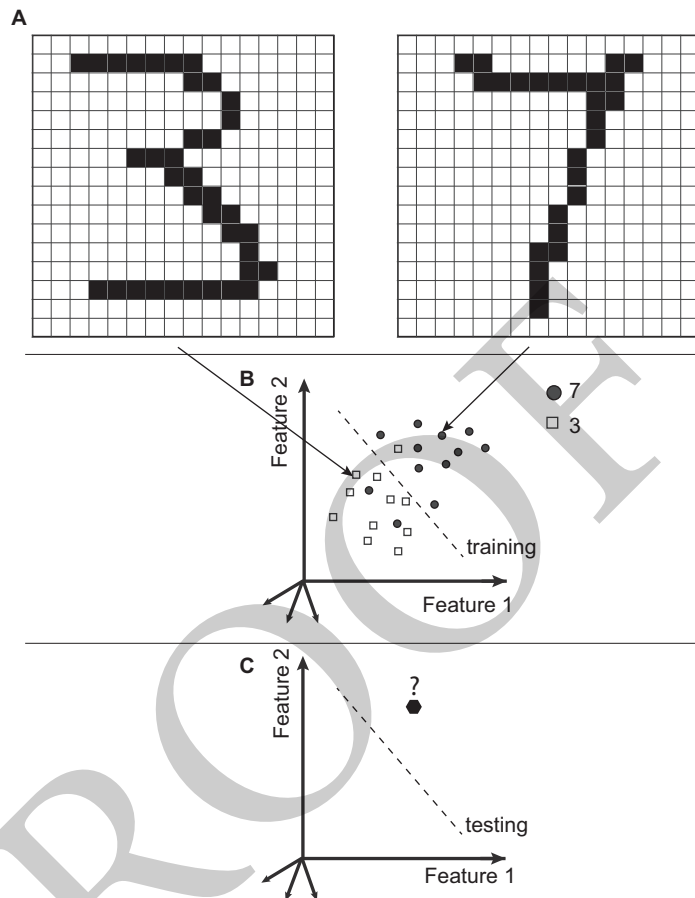 A
B
Feature 2
7
3
training
Feature 1
C
Feature 2
?
testing
Feature 1
PROOF